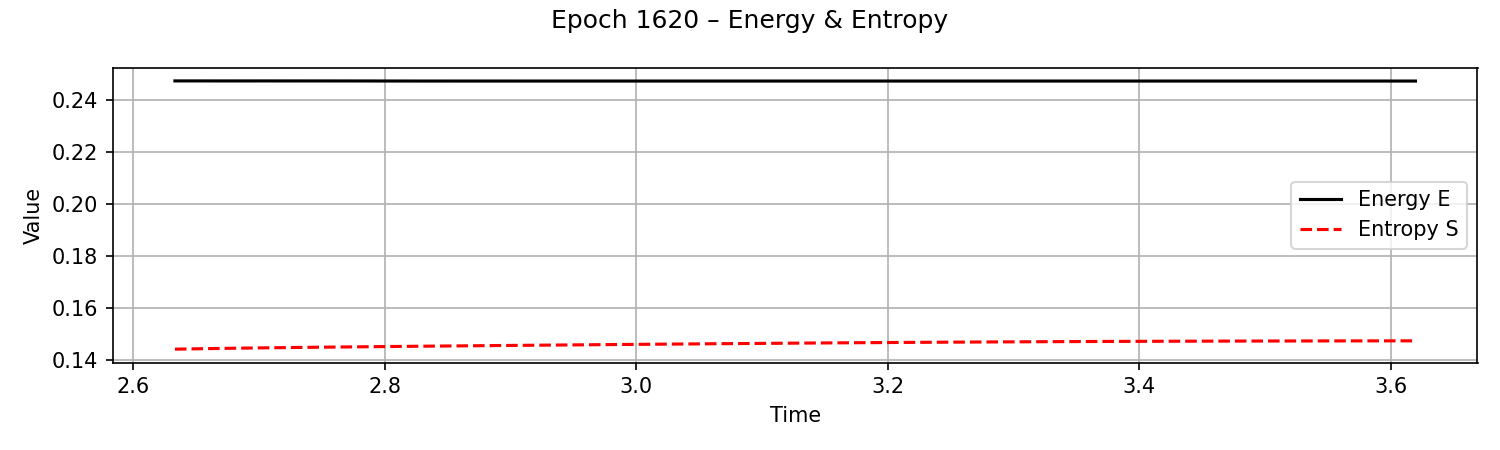 Epoch 1620 – Energy & Entropy
0.24
0.22
0.20
0.18
0.16
0.14
Value
Energy E
Entropy S
2.6 2.8 3.0 3.2 3.4 3.6
Time